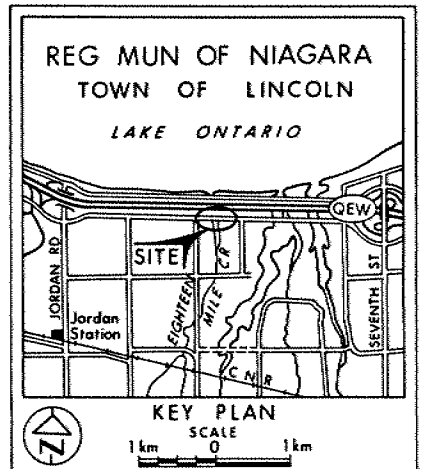 REG MUN OF NIAGARA
TOWN OF LINCOLN
LAKE ONTARIO
QEW
SITE
JORDAN RD
EIGHTEEN
MILE
CR
SEVENTH ST
Jordan
Station
C N R
KEY PLAN
SCALE
N
1 km 0 1 km